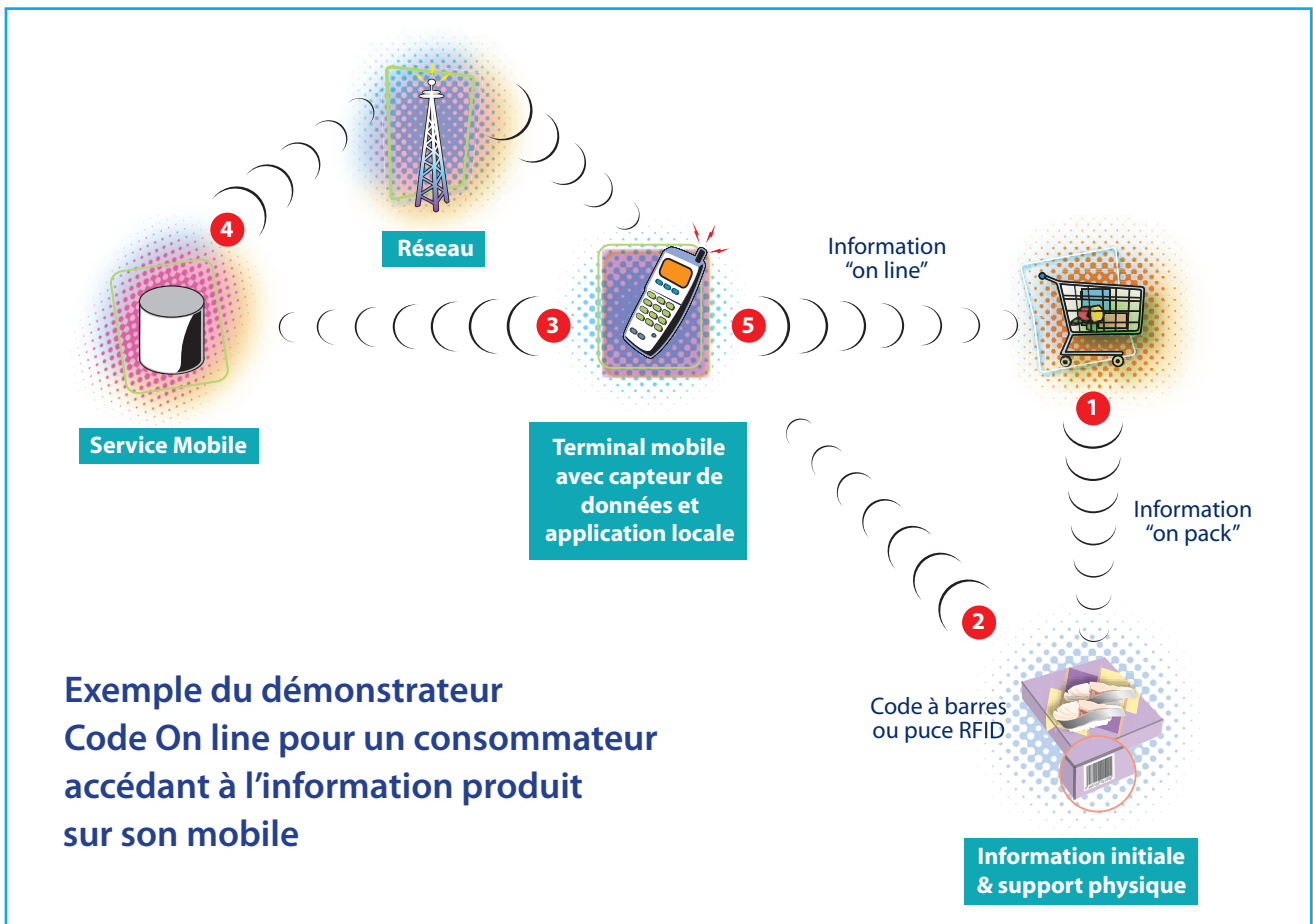 4
Réseau
Information
“on line”
3
5
1
Service Mobile
Terminal mobile
avec capteur de
données et
application locale
Information
“on pack”
2
Code à barres
ou puce RFID
Exemple du démonstrateur
Code On line pour un consommateur
accédant à l’information produit
sur son mobile
Information initiale
& support physique